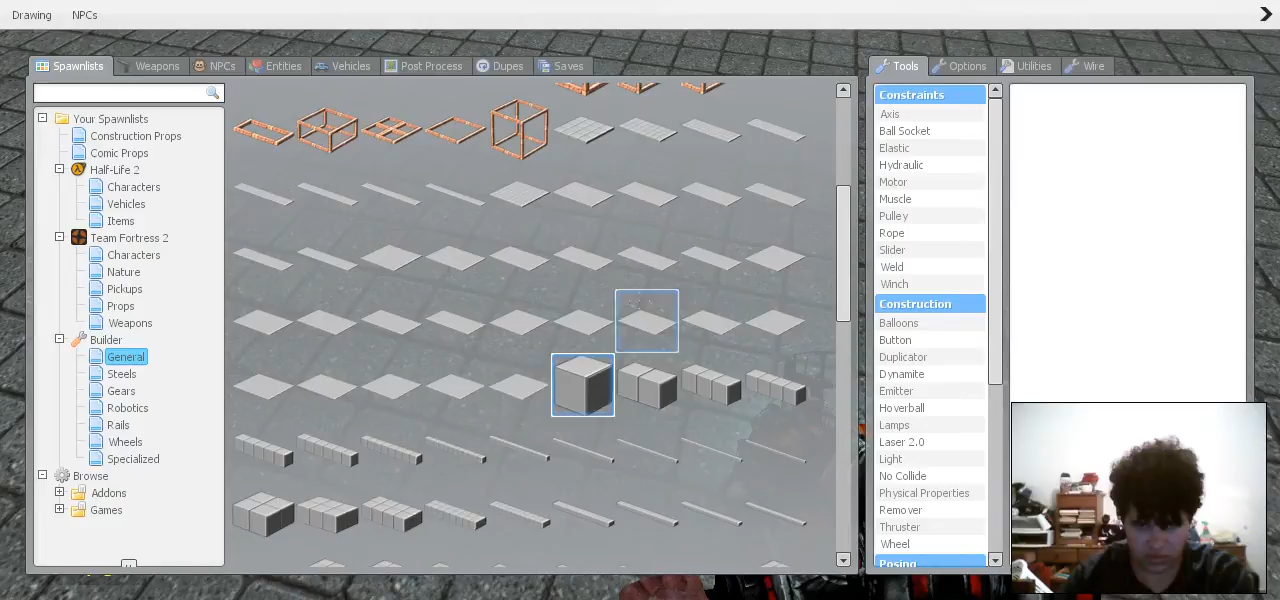 Drawing NPCs
Spawnlists Weapons NPCs Entities Vehicles Post Process Dupes Saves
Your Spawnlists
Construction Props
Comic Props
Half-Life 2
Characters
Vehicles
Items
Team Fortress 2
Characters
Nature
Pickups
Props
Weapons
Builder
General
Steels
Gears
Robotics
Rails
Wheels
Specialized
Browse
Addons
Games
Tools Options Utilities Wire
Constraints
Axis
Ball Socket
Elastic
Hydraulic
Motor
Muscle
Pulley
Rope
Slider
Weld
Winch
Construction
Balloons
Button
Duplicator
Dynamite
Emitter
Hoverball
Lamps
Laser 2.0
Light
No Collide
Physical Properties
Remover
Thruster
Wheel
Posing